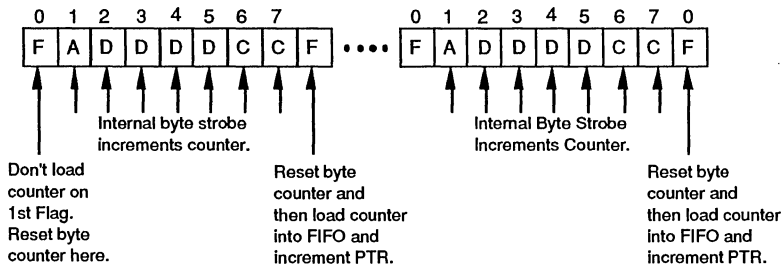 0 1 2 3 4 5 6 7 0 1 2 3 4 5 6 7 0
F A D D D D C C F •••• F A D D D D C C F
Internal byte strobe
increments counter.
Internal Byte Strobe
Increments Counter.
Don't load
counter on
1st Flag.
Reset byte
counter here.
Reset byte
counter and
then load counter
into FIFO and
increment PTR.
Reset byte
counter and
then load counter
into FIFO and
increment PTR.